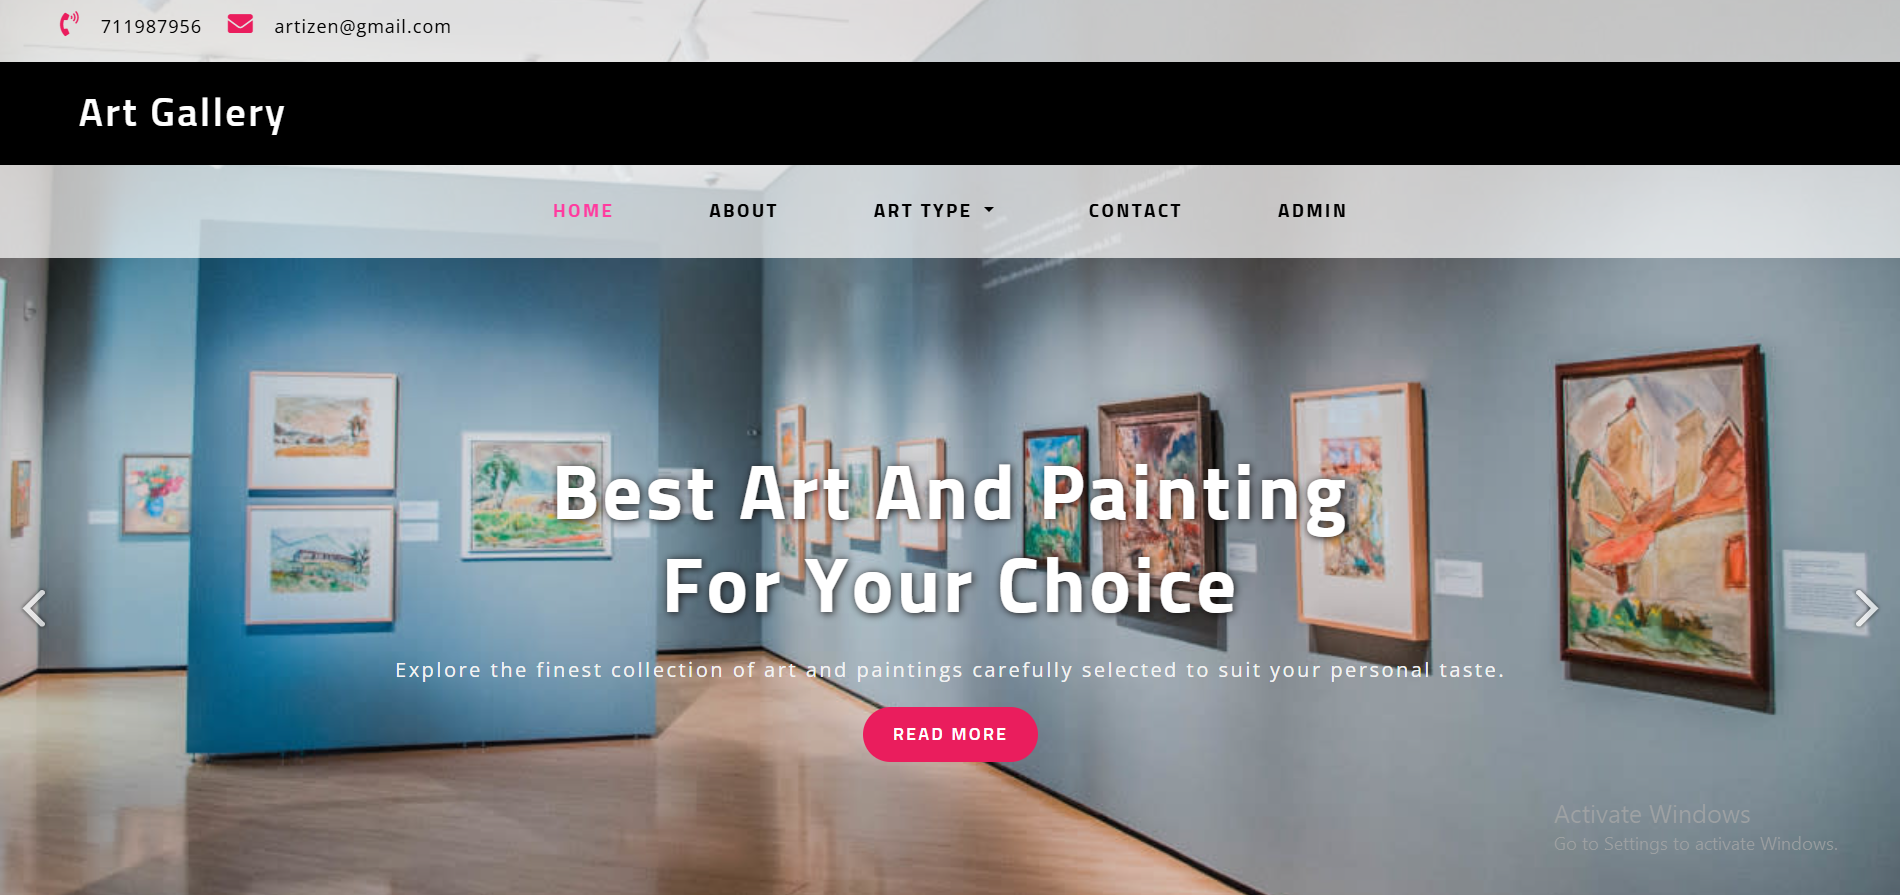 711987956 artizen@gmail.com
Art Gallery
HOME ABOUT ART TYPE CONTACT ADMIN
Best Art And Painting
For Your Choice
Explore the finest collection of art and paintings carefully selected to suit your personal taste.
READ MORE
Activate Windows
Go to Settings to activate Windows.